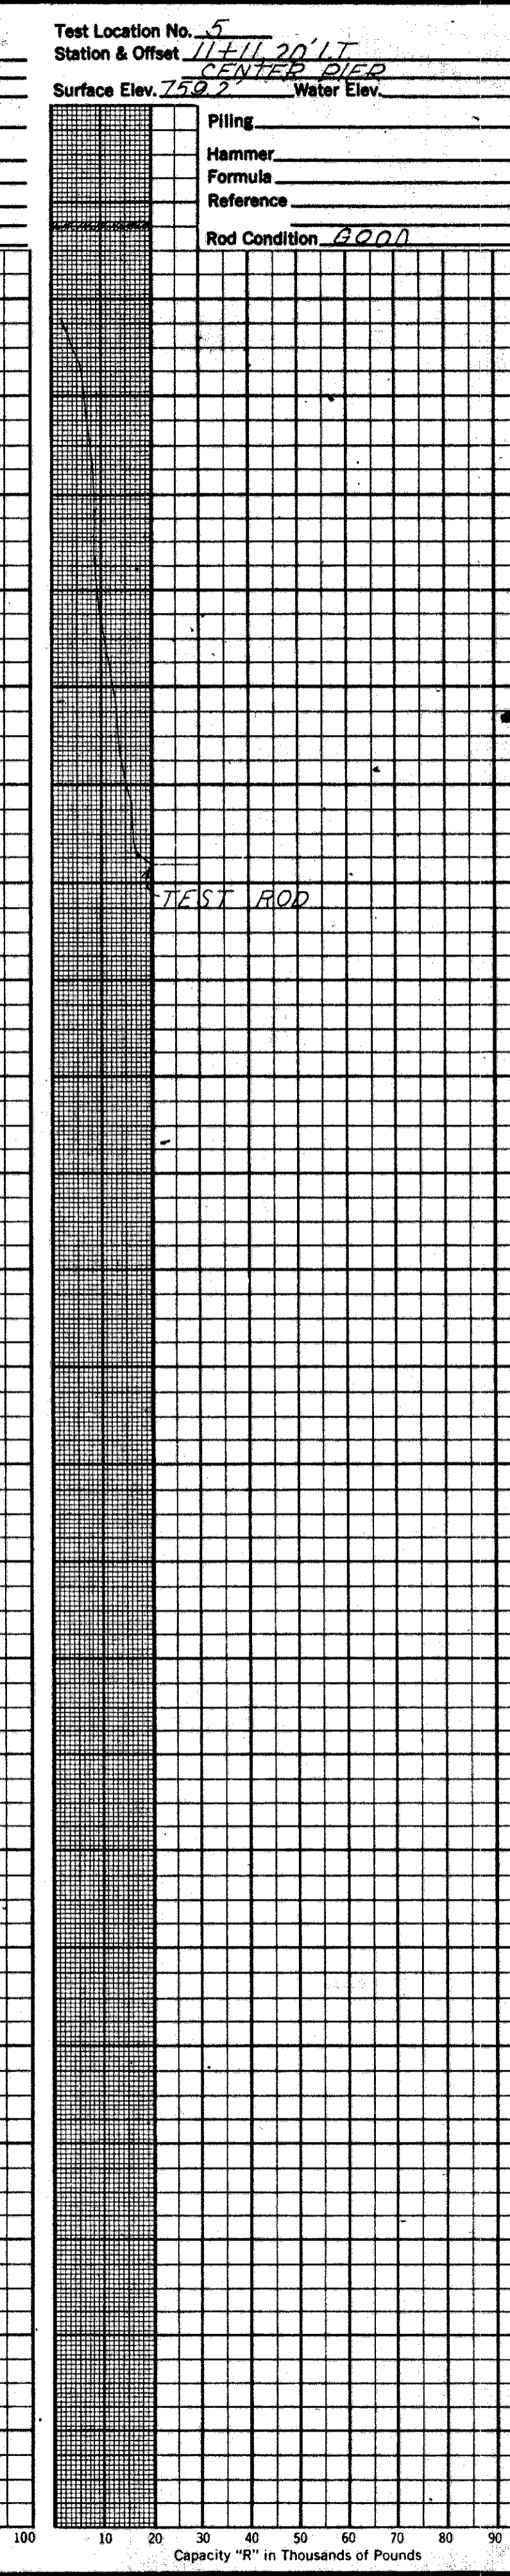 Test Location No. 5
Station & Offset 11+11, 20' LT
CENTER PIER
Surface Elev. 759.2' Water Elev.
Piling
Hammer
Formula
Reference
Rod Condition GOOD
TEST ROD
100 10 20 30 40 50 60 70 80 90
Capacity "R" in Thousands of Pounds